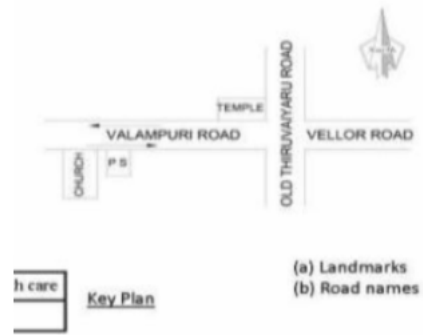 OLD THIRUVAIYARU ROAD
TEMPLE
VALAMPURI ROAD
VELLOR ROAD
CHURCH
P S
h care
Key Plan
(a) Landmarks
(b) Road names